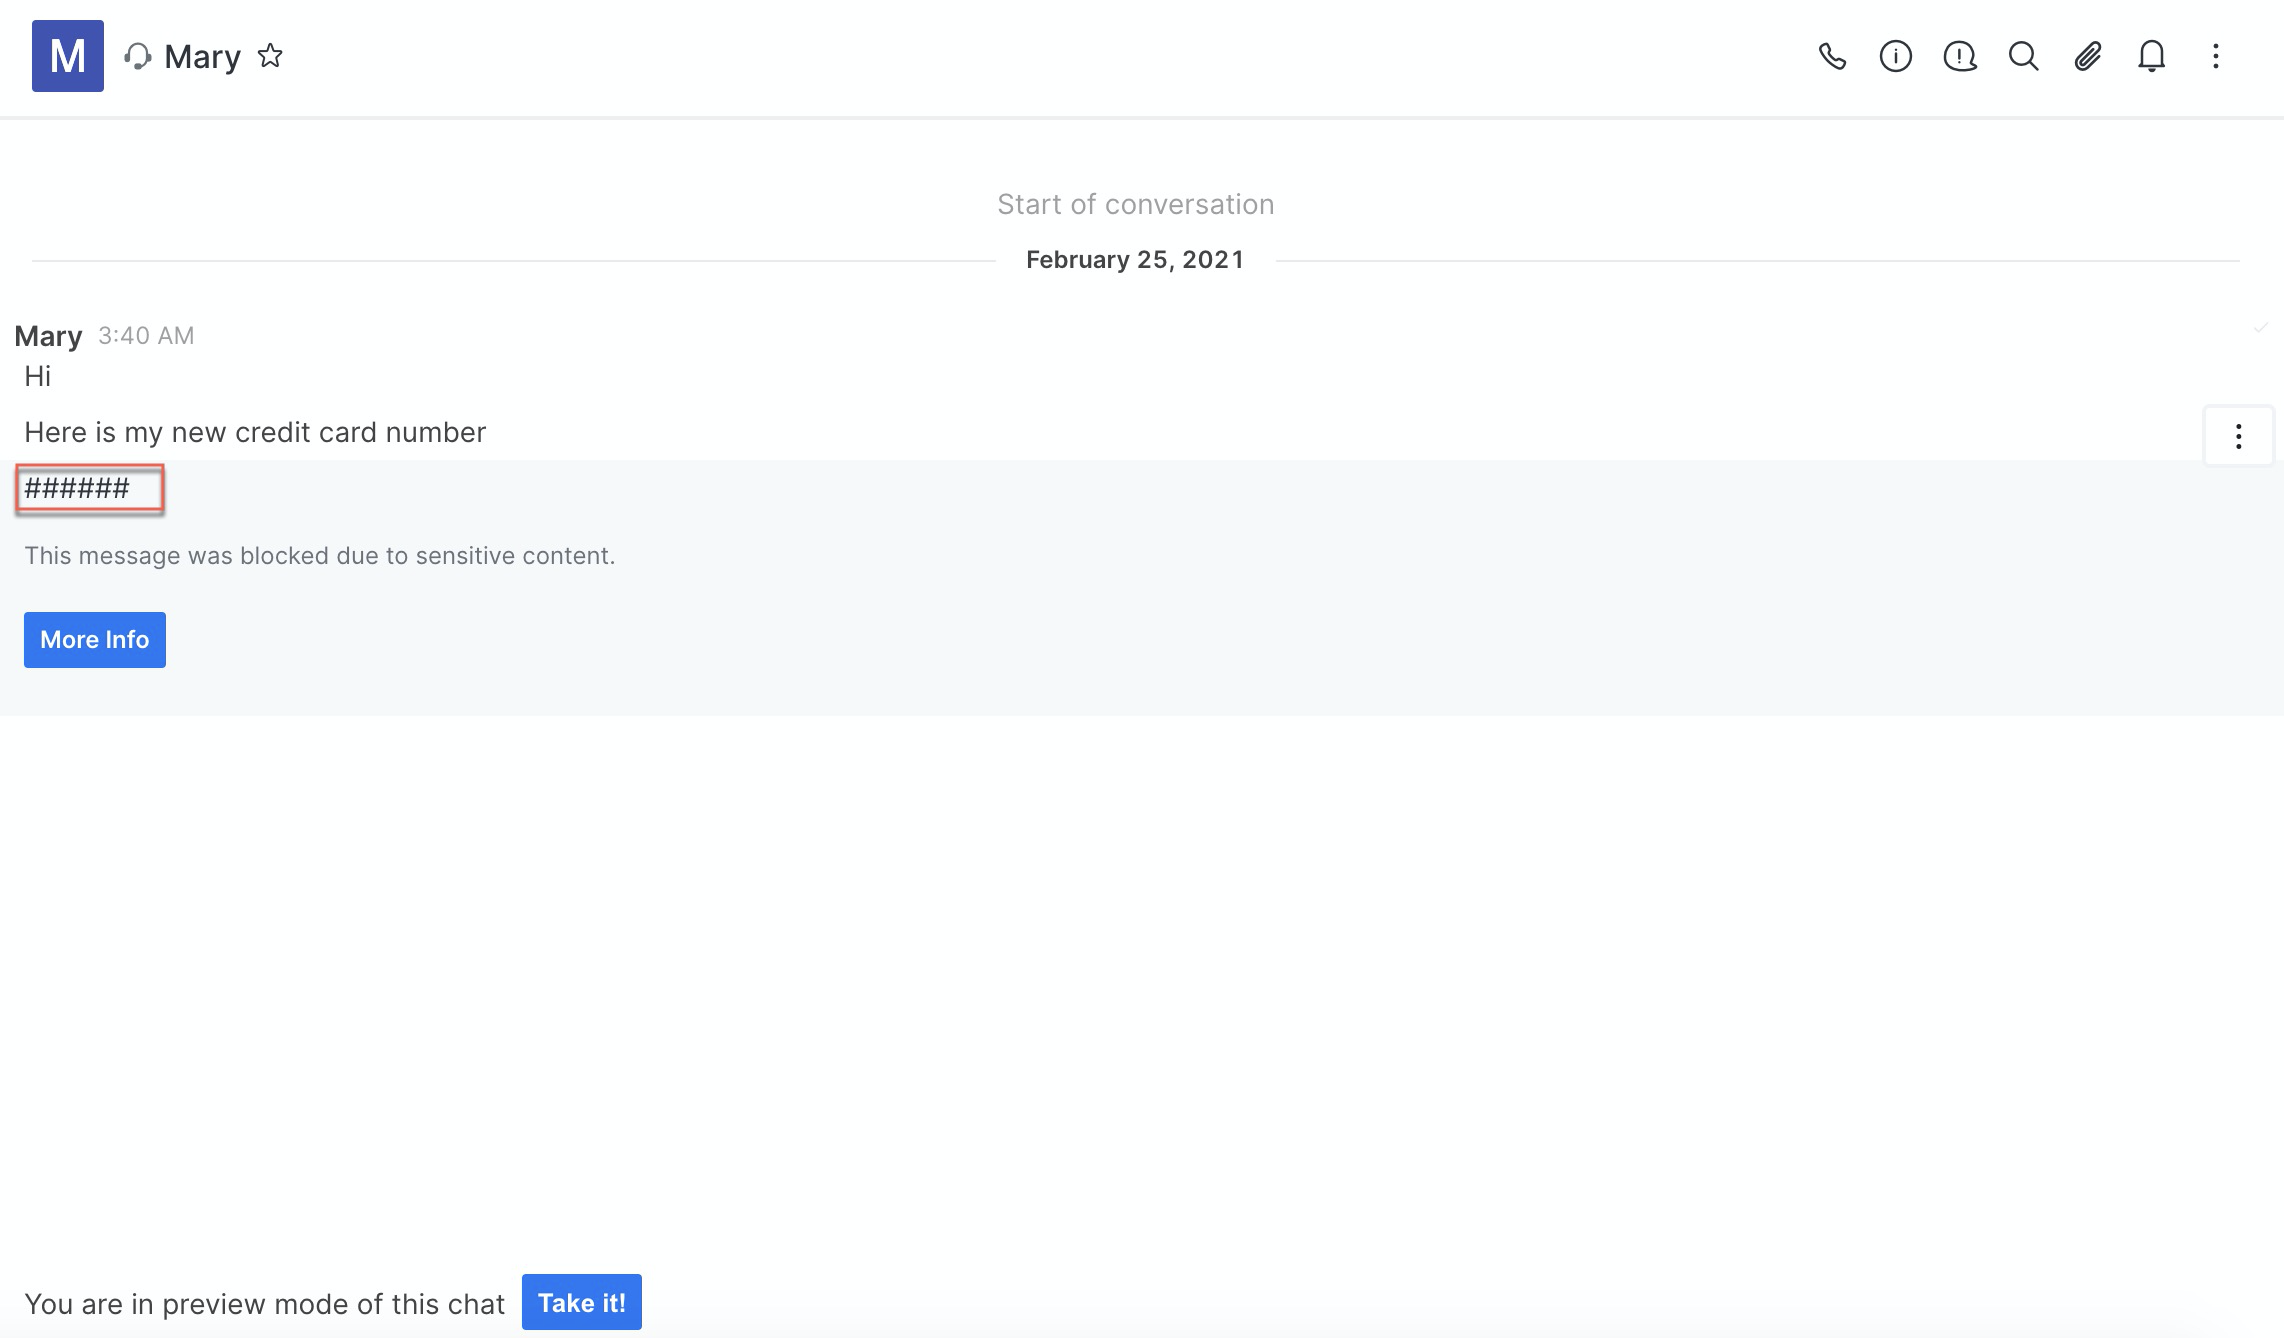 M Mary
Start of conversation
February 25, 2021
Mary 3:40 AM
Hi
Here is my new credit card number
######
This message was blocked due to sensitive content.
More Info
You are in preview mode of this chat Take it!